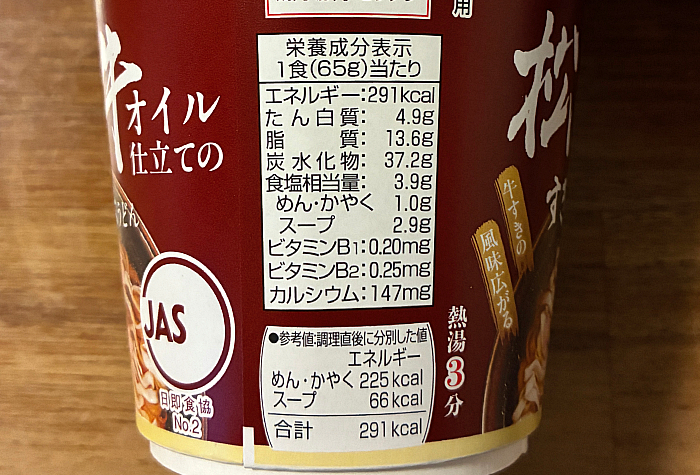 用
栄養成分表示
1食(65g)当たり
エネルギー:291kcal
たん白質: 4.9g
脂質: 13.6g
炭水化物: 37.2g
食塩相当量: 3.9g
めん・かやく 1.0g
スープ 2.9g
ビタミンB1:0.20mg
ビタミンB2:0.25mg
カルシウム:147mg
●参考値:調理直後に分別した値
エネルギー
めん・かやく 225kcal
スープ 66kcal
合計 291kcal
熱湯3分
牛オイル
仕立ての
うどん
JAS
日即食協
No.2
松
す
牛すきの
風味広がる